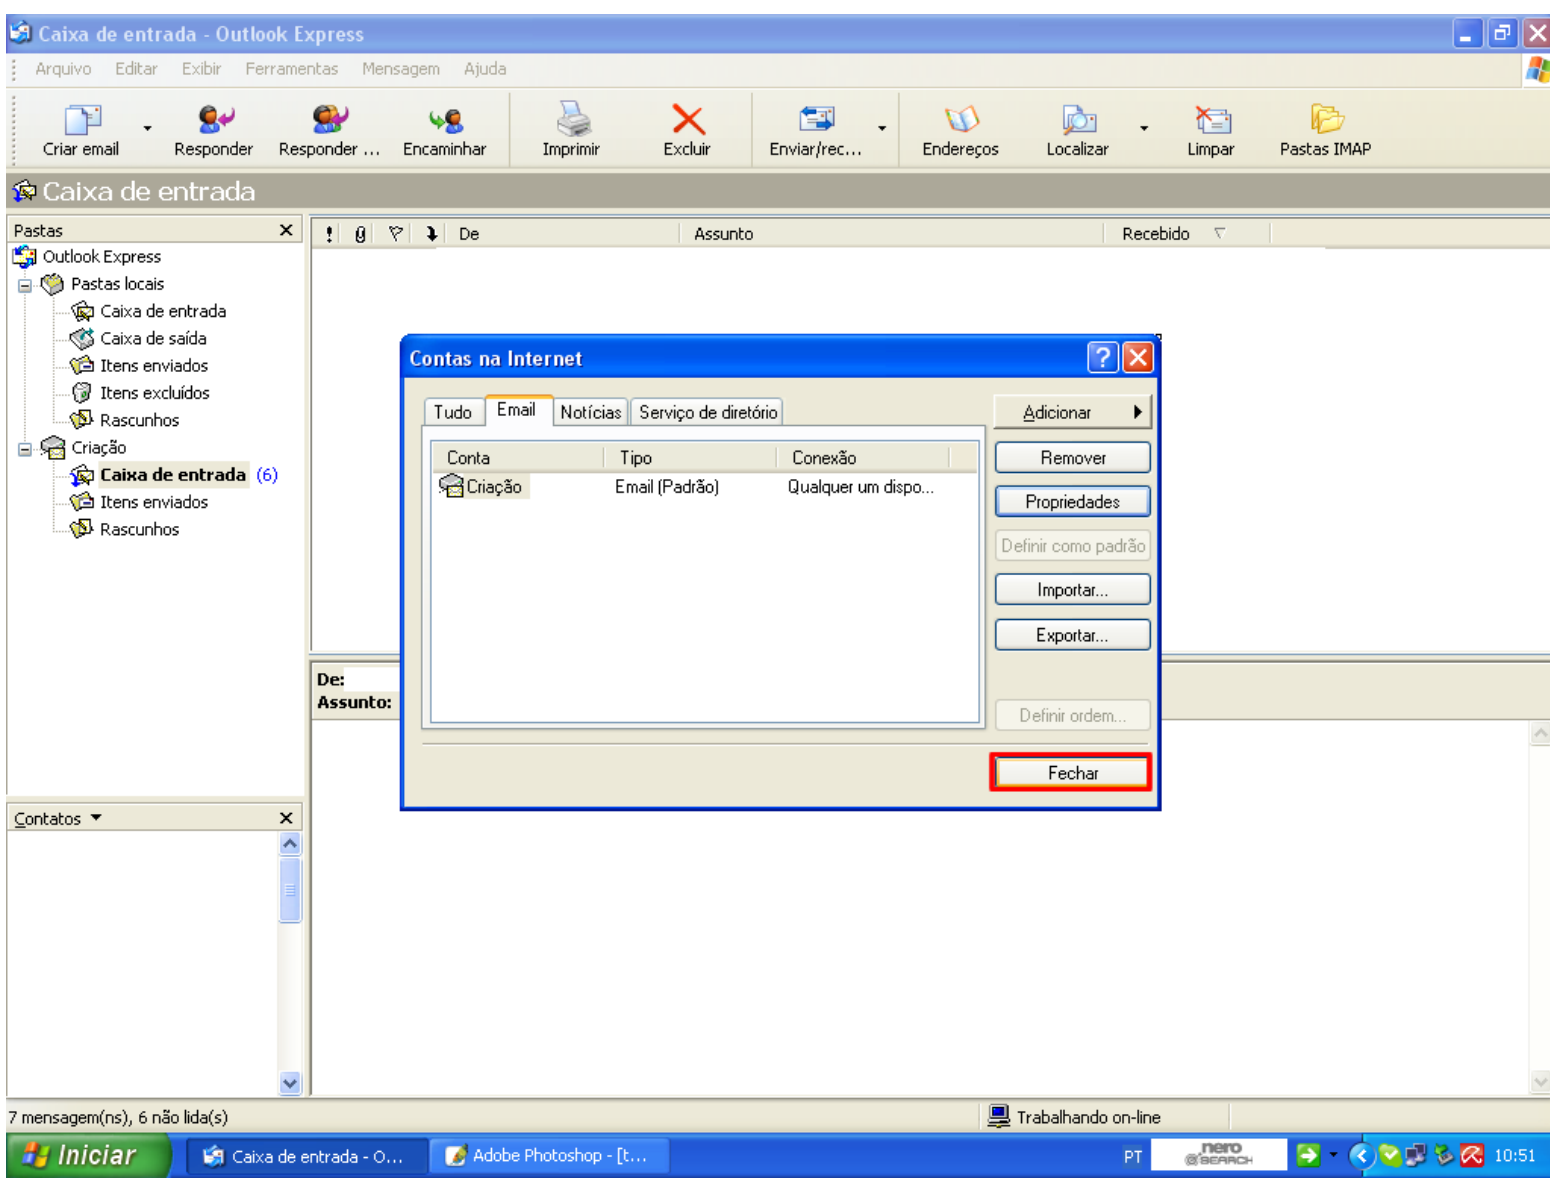 Caixa de entrada - Outlook Express
Arquivo Editar Exibir Ferramentas Mensagem Ajuda
Criar email Responder Responder ... Encaminhar Imprimir Excluir Enviar/rec... Endereços Localizar Limpar Pastas IMAP
Caixa de entrada
Pastas
Outlook Express
Pastas locais
Caixa de entrada
Caixa de saída
Itens enviados
Itens excluídos
Rascunhos
Criação
Caixa de entrada (6)
Itens enviados
Rascunhos
De Assunto Recebido
Contas na Internet
Tudo Email Notícias Serviço de diretório
Conta Tipo Conexão
Criação Email (Padrão) Qualquer um dispo...
Adicionar
Remover
Propriedades
Definir como padrão
Importar...
Exportar...
Definir ordem...
Fechar
De:
Assunto:
Contatos
7 mensagem(ns), 6 não lida(s) Trabalhando on-line
Iniciar Caixa de entrada - O... Adobe Photoshop - [t... PT nero SEARCH 10:51